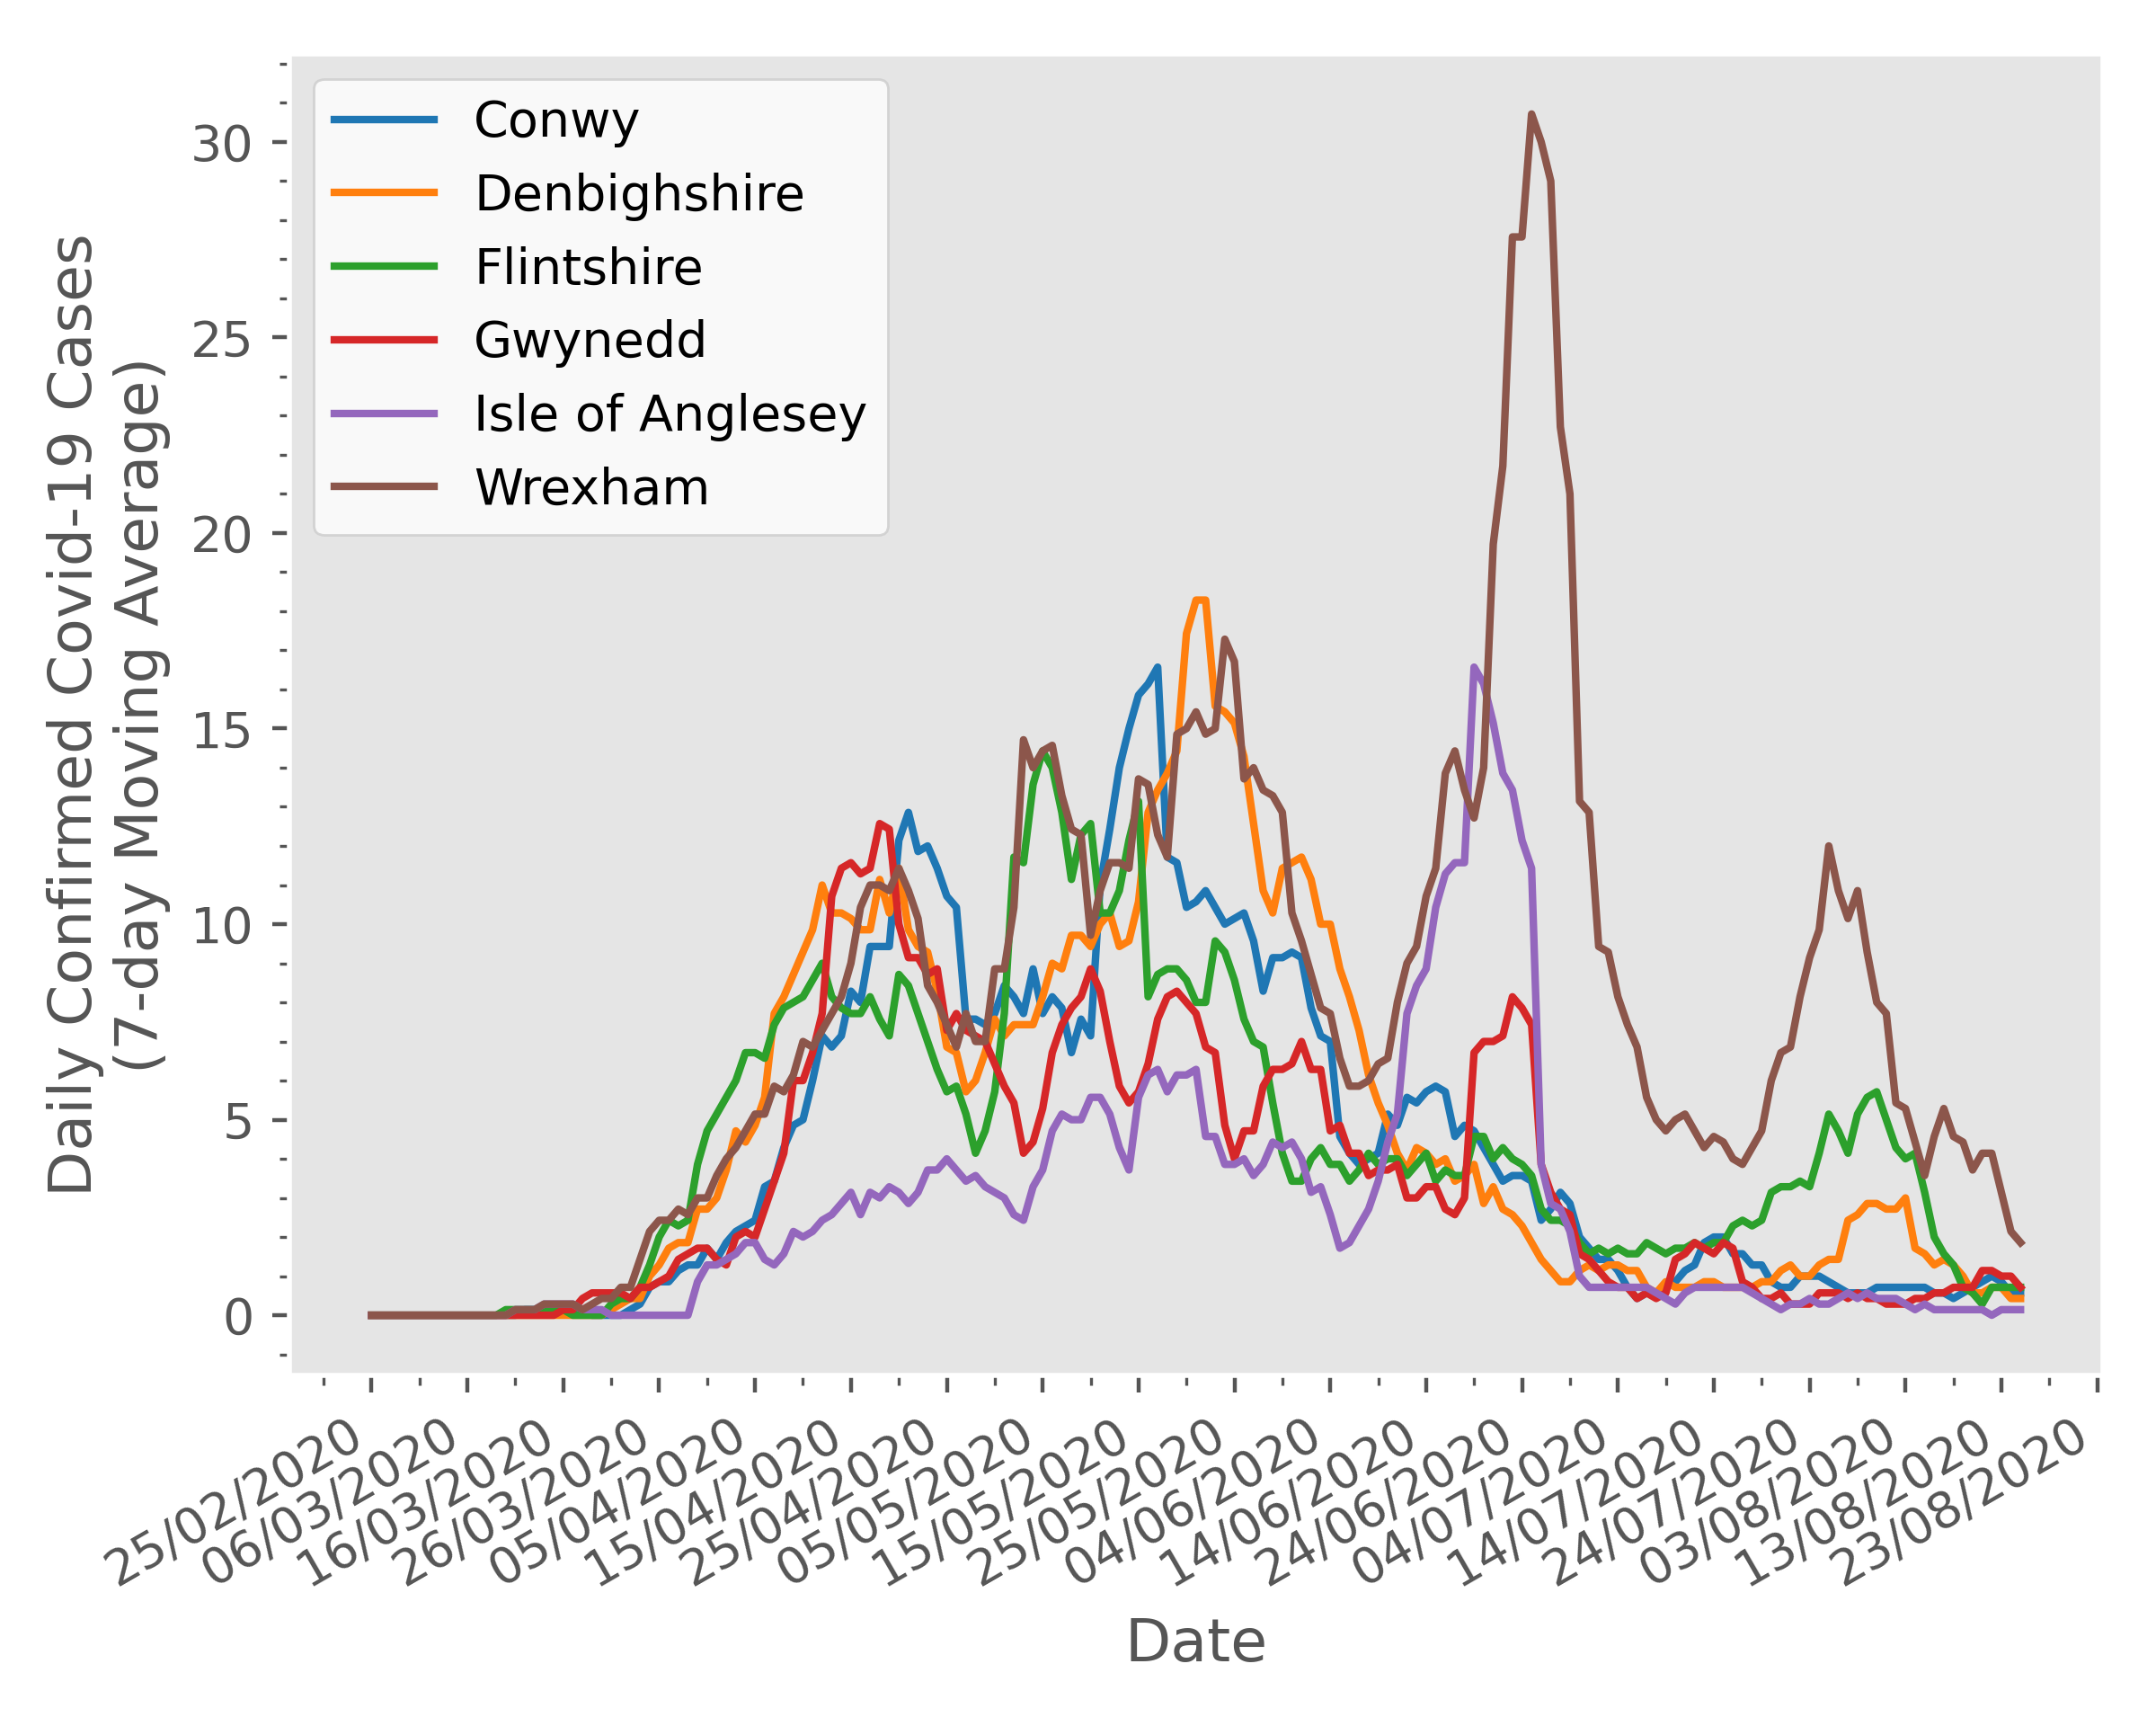 Conwy
Denbighshire
Flintshire
Gwynedd
Isle of Anglesey
Wrexham
Daily Confirmed Covid-19 Cases
(7-day Moving Average)
30
25
20
15
10
5
0
25/02/2020
06/03/2020
16/03/2020
26/03/2020
05/04/2020
15/04/2020
25/04/2020
05/05/2020
15/05/2020
25/05/2020
04/06/2020
14/06/2020
24/06/2020
04/07/2020
14/07/2020
24/07/2020
03/08/2020
13/08/2020
23/08/2020
Date